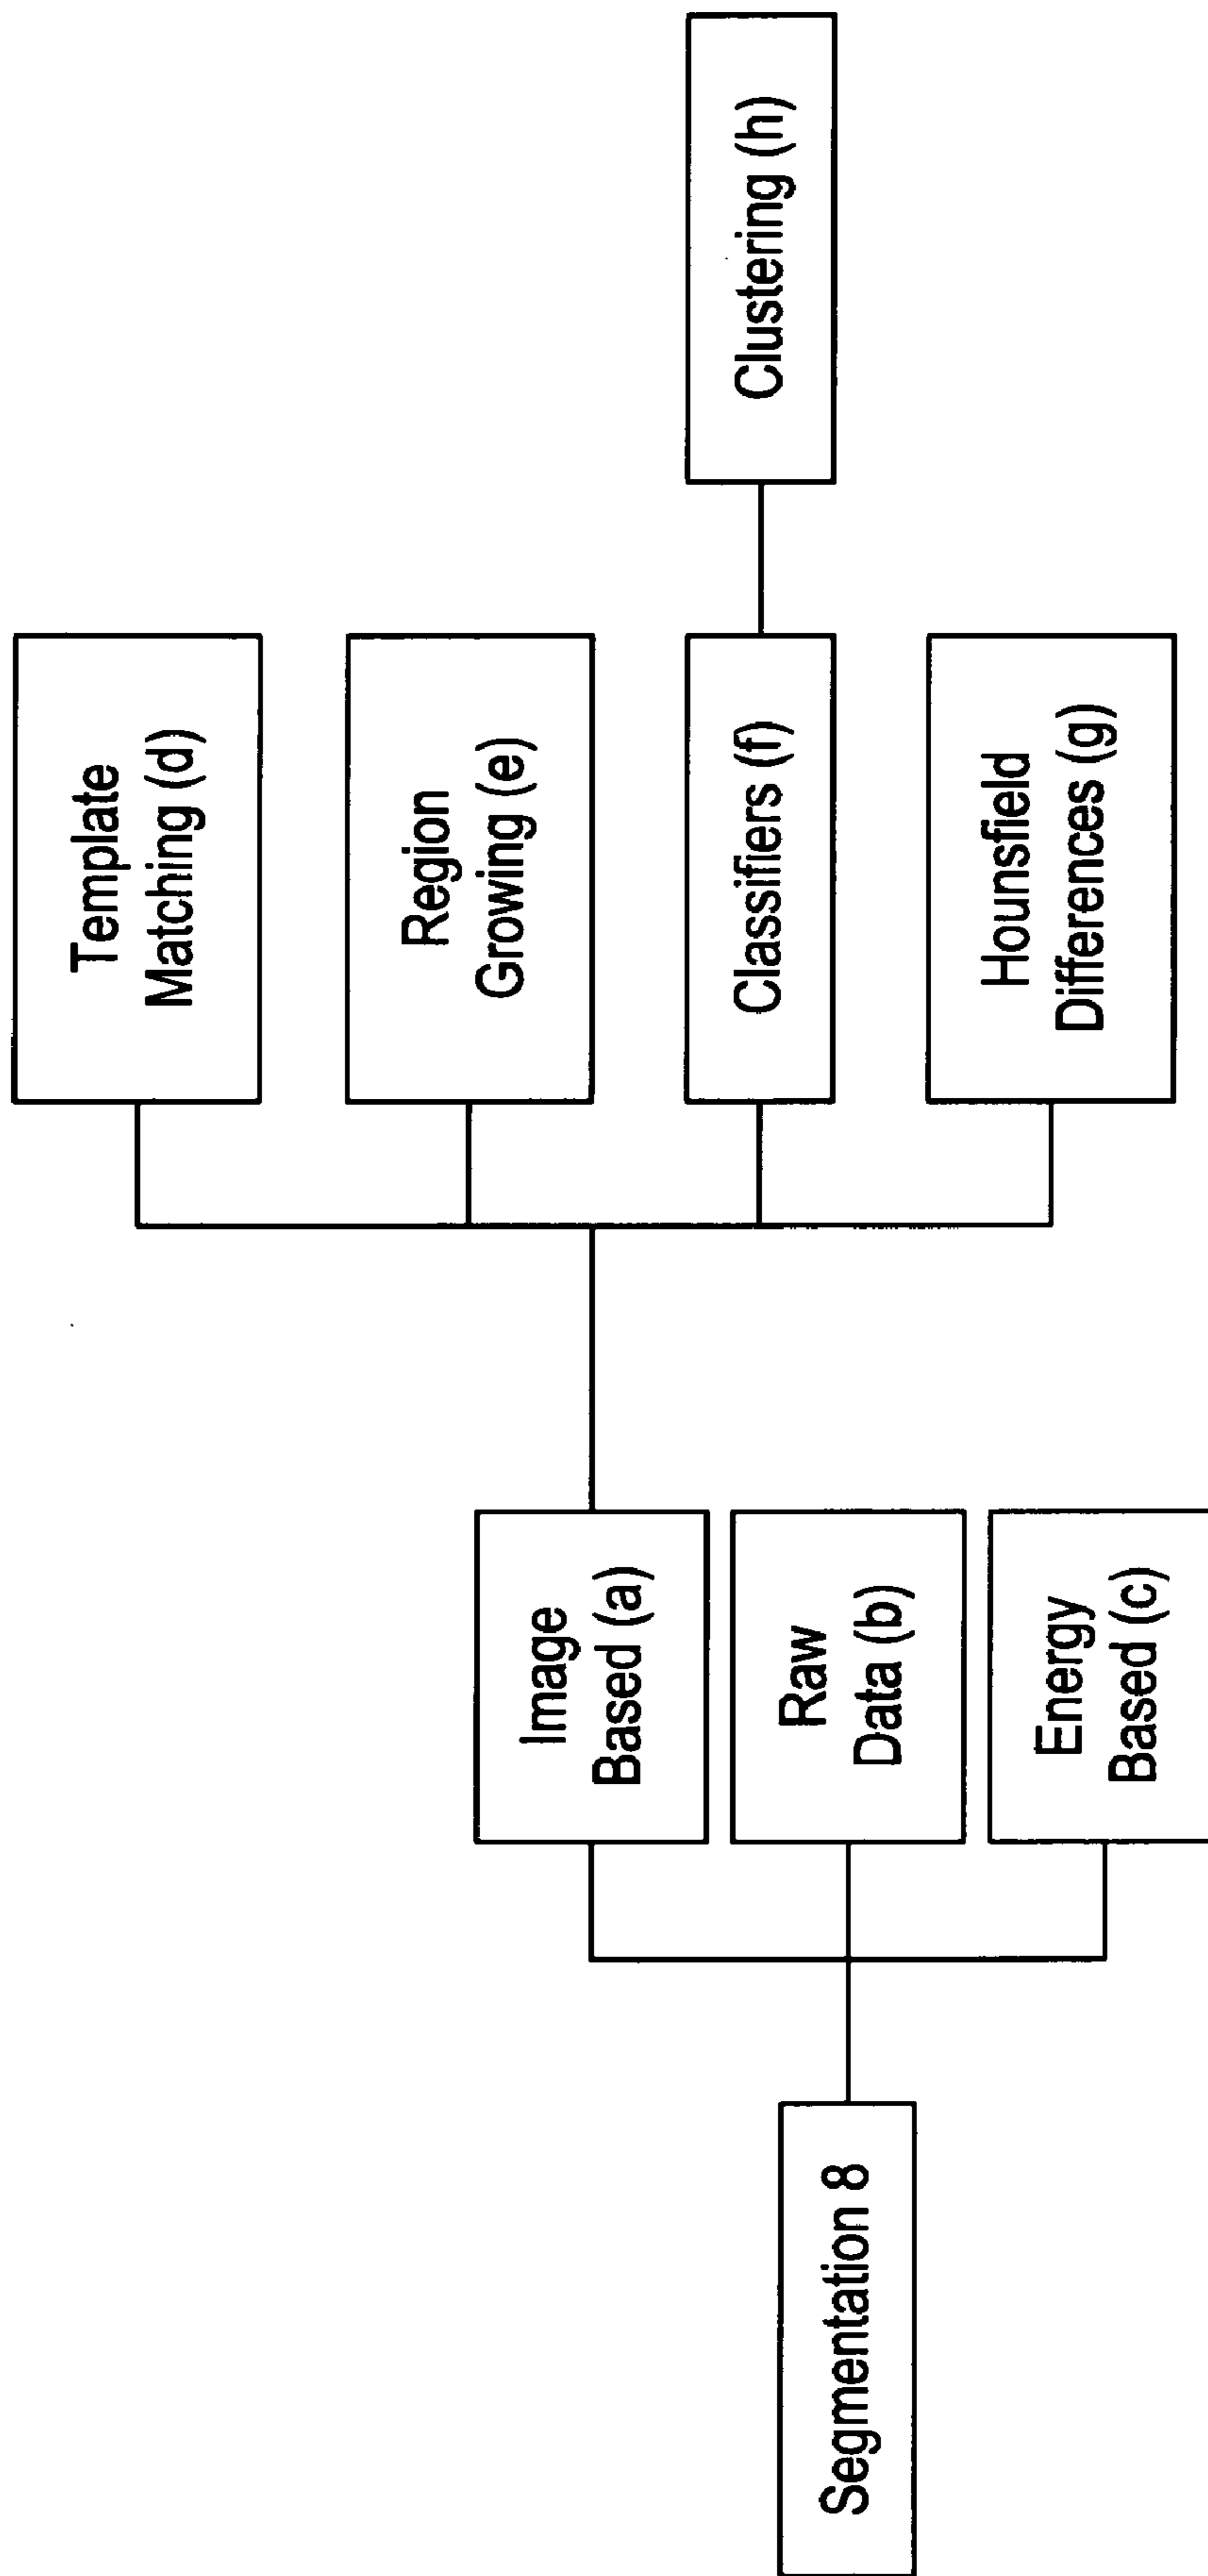 Segmentation 8
Image
Based (a)
Raw
Data (b)
Energy
Based (c)
Template
Matching (d)
Region
Growing (e)
Classifiers (f)
Hounsfield
Differences (g)
Clustering (h)